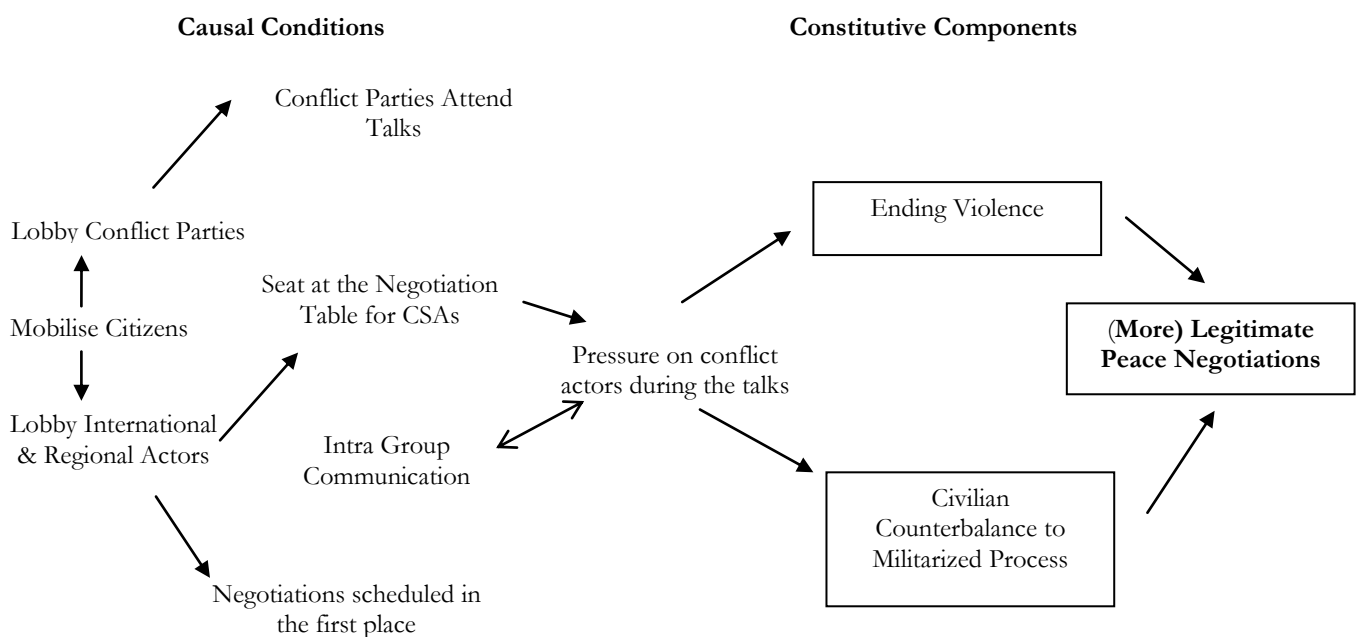 Causal Conditions
Constitutive Components
Conflict Parties Attend
Talks
Ending Violence
Lobby Conflict Parties
Seat at the Negotiation
Table for CSAs
(More) Legitimate
Peace Negotiations
Mobilise Citizens
Pressure on conflict
actors during the talks
Lobby International
& Regional Actors
Intra Group
Communication
Civilian
Counterbalance to
Militarized Process
Negotiations scheduled in
the first place